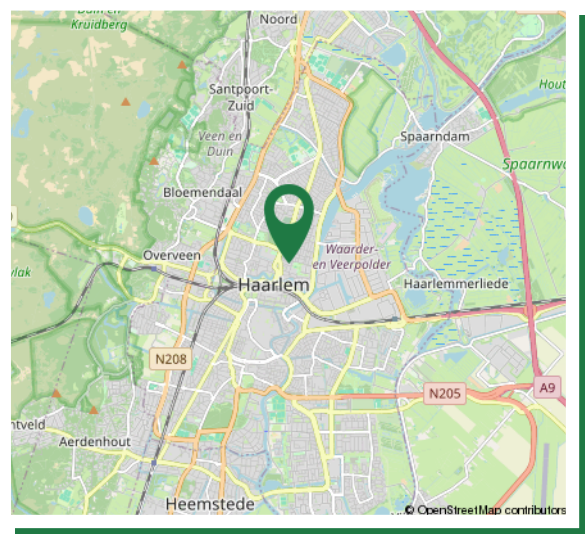 Duin en
Kruidberg
Noord
Santpoort-
Zuid
Hout
Veen en
Duin
Spaarndam
Spaarnwo
Bloemendaal
Waarder-
en Veerpolder
Overveen
vlak
Haarlem
Haarlemmerliede
N208
N205
A9
ntveld
Aerdenhout
Heemstede
© OpenStreetMap contributors